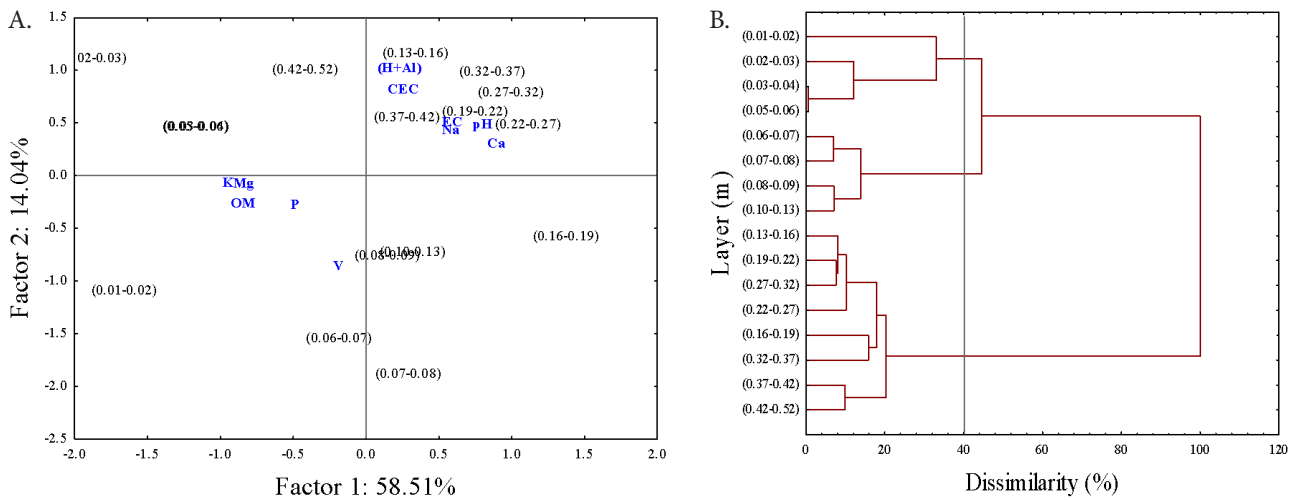 A.
1.5
1.0
0.5
0.0
-0.5
-1.0
-1.5
-2.0
-2.5
Factor 2: 14.04%
02-0.03)
(0.42-0.52)
(0.13-0.16)
(H+Al)
CEC
(0.32-0.37)
(0.27-0.32)
(0.37-0.42)
(0.19-0.22)
EC
Na
pH
(0.22-0.27)
Ca
KMg
OM
P
(0.16-0.19)
(0.08-0.09)
(0.10-0.13)
V
(0.01-0.02)
(0.06-0.07)
(0.07-0.08)
-2.0 -1.5 -1.0 -0.5 0.0 0.5 1.0 1.5 2.0
Factor 1: 58.51%
B.
Layer (m)
(0.01-0.02)
(0.02-0.03)
(0.03-0.04)
(0.05-0.06)
(0.06-0.07)
(0.07-0.08)
(0.08-0.09)
(0.10-0.13)
(0.13-0.16)
(0.19-0.22)
(0.27-0.32)
(0.22-0.27)
(0.16-0.19)
(0.32-0.37)
(0.37-0.42)
(0.42-0.52)
0 20 40 60 80 100 120
Dissimilarity (%)